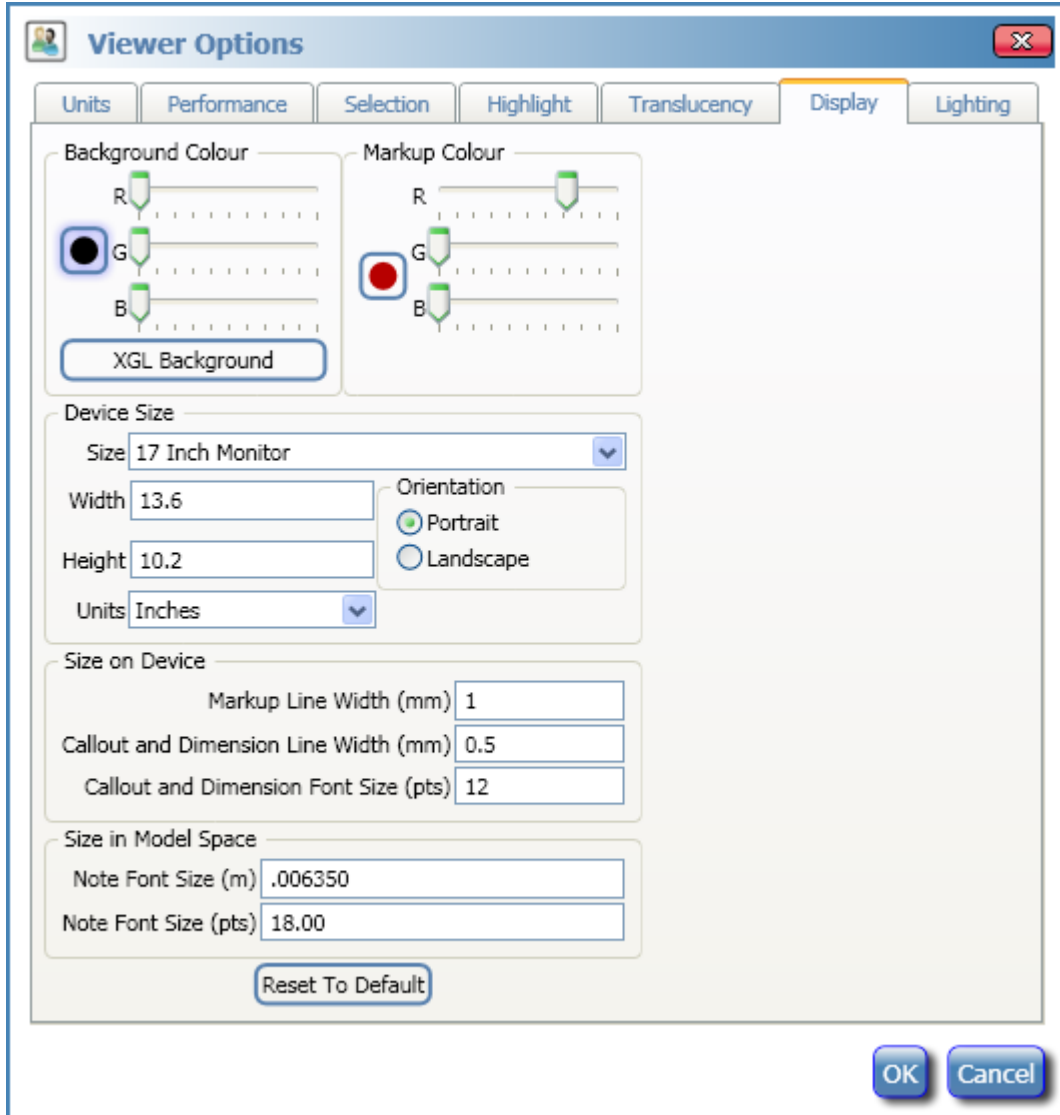 Viewer Options
Units Performance Selection Highlight Translucency Display Lighting
Background Colour
R
G
B
XGL Background
Markup Colour
R
G
B
Device Size
Size 17 Inch Monitor
Width 13.6
Height 10.2
Units Inches
Orientation
Portrait
Landscape
Size on Device
Markup Line Width (mm) 1
Callout and Dimension Line Width (mm) 0.5
Callout and Dimension Font Size (pts) 12
Size in Model Space
Note Font Size (m) .006350
Note Font Size (pts) 18.00
Reset To Default
OK Cancel